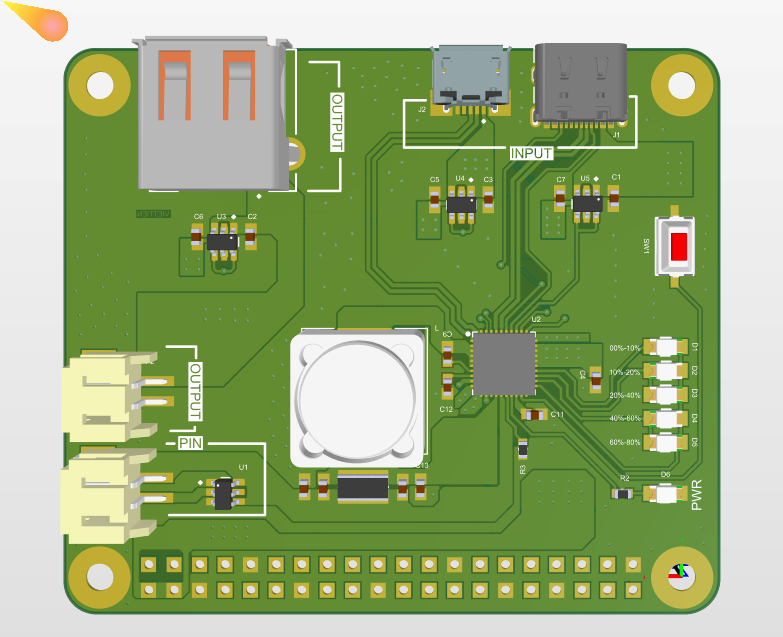 OUTPUT
J2
J1
INPUT
C5
U4
C3
C7
U5
C1
C6
U3
C2
SW1
U2
L
C9
C12
C4
C11
R3
00%-10%
D1
10%-20%
D2
20%-40%
D3
40%-60%
D4
60%-80%
D5
OUTPUT
PIN
U1
R2
D6
PWR